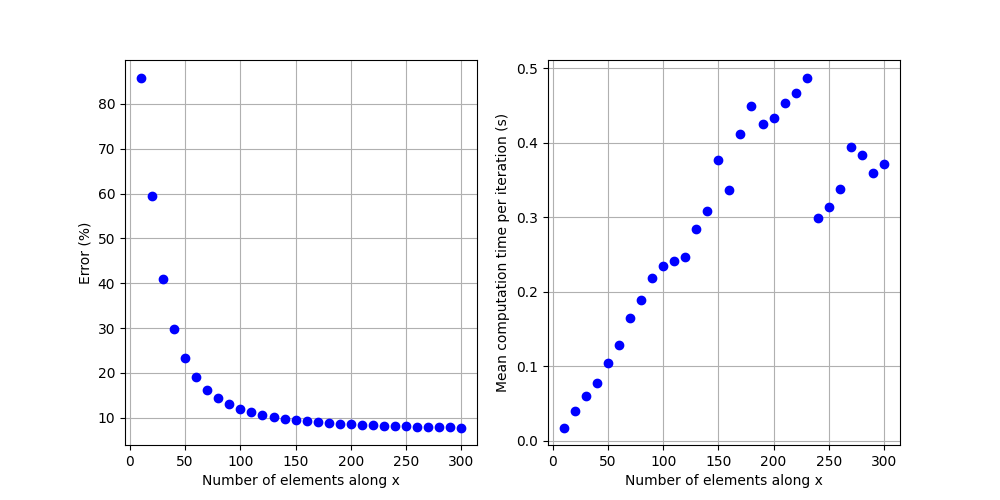 Error (%)
80
70
60
50
40
30
20
10
0 50 100 150 200 250 300
Number of elements along x
Mean computation time per iteration (s)
0.5
0.4
0.3
0.2
0.1
0.0
0 50 100 150 200 250 300
Number of elements along x